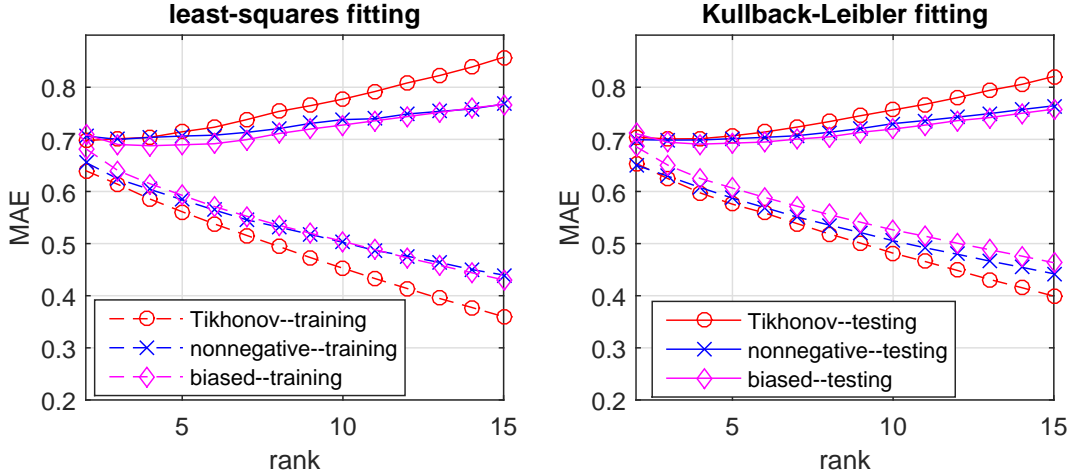 least-squares fitting
0.8
0.7
0.6
0.5
0.4
0.3
0.2
MAE
Tikhonov--training
nonnegative--training
biased--training
5
10
15
rank
Kullback-Leibler fitting
0.8
0.7
0.6
0.5
0.4
0.3
0.2
MAE
Tikhonov--testing
nonnegative--testing
biased--testing
5
10
15
rank